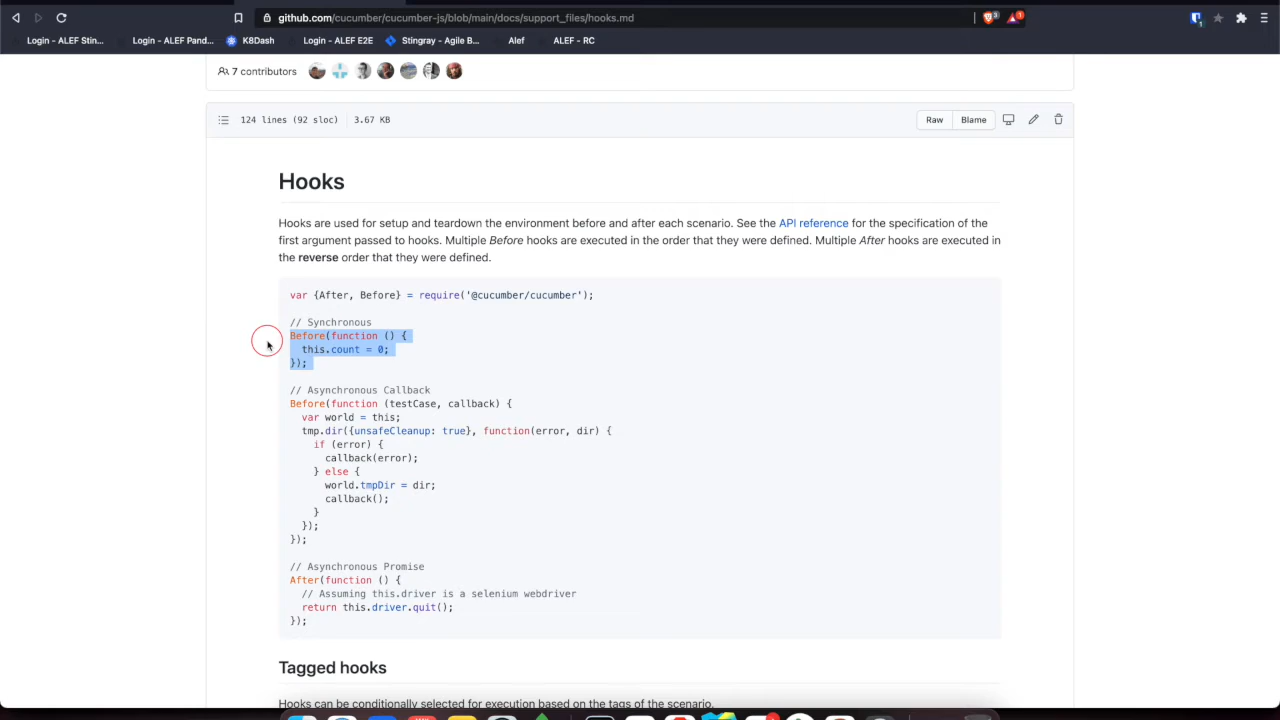 github.com/cucumber/cucumber-js/blob/main/docs/support_files/hooks.md
Login - ALEF Stin... Login - ALEF Pand... K8Dash Login - ALEF E2E Stingray - Agile B... Alef ALEF - RC
7 contributors
124 lines (92 sloc) 3.67 KB Raw Blame
Hooks
Hooks are used for setup and teardown the environment before and after each scenario. See the API reference for the specification of the
first argument passed to hooks. Multiple Before hooks are executed in the order that they were defined. Multiple After hooks are executed in
the reverse order that they were defined.
var {After, Before} = require('@cucumber/cucumber');
// Synchronous
Before(function () {
this.count = 0;
});
// Asynchronous Callback
Before(function (testCase, callback) {
var world = this;
tmp.dir({unsafeCleanup: true}, function(error, dir) {
if (error) {
callback(error);
} else {
world.tmpDir = dir;
callback();
}
});
});
// Asynchronous Promise
After(function () {
// Assuming this.driver is a selenium webdriver
return this.driver.quit();
});
Tagged hooks
Hooks can be conditionally selected for execution based on the tags of the scenario.